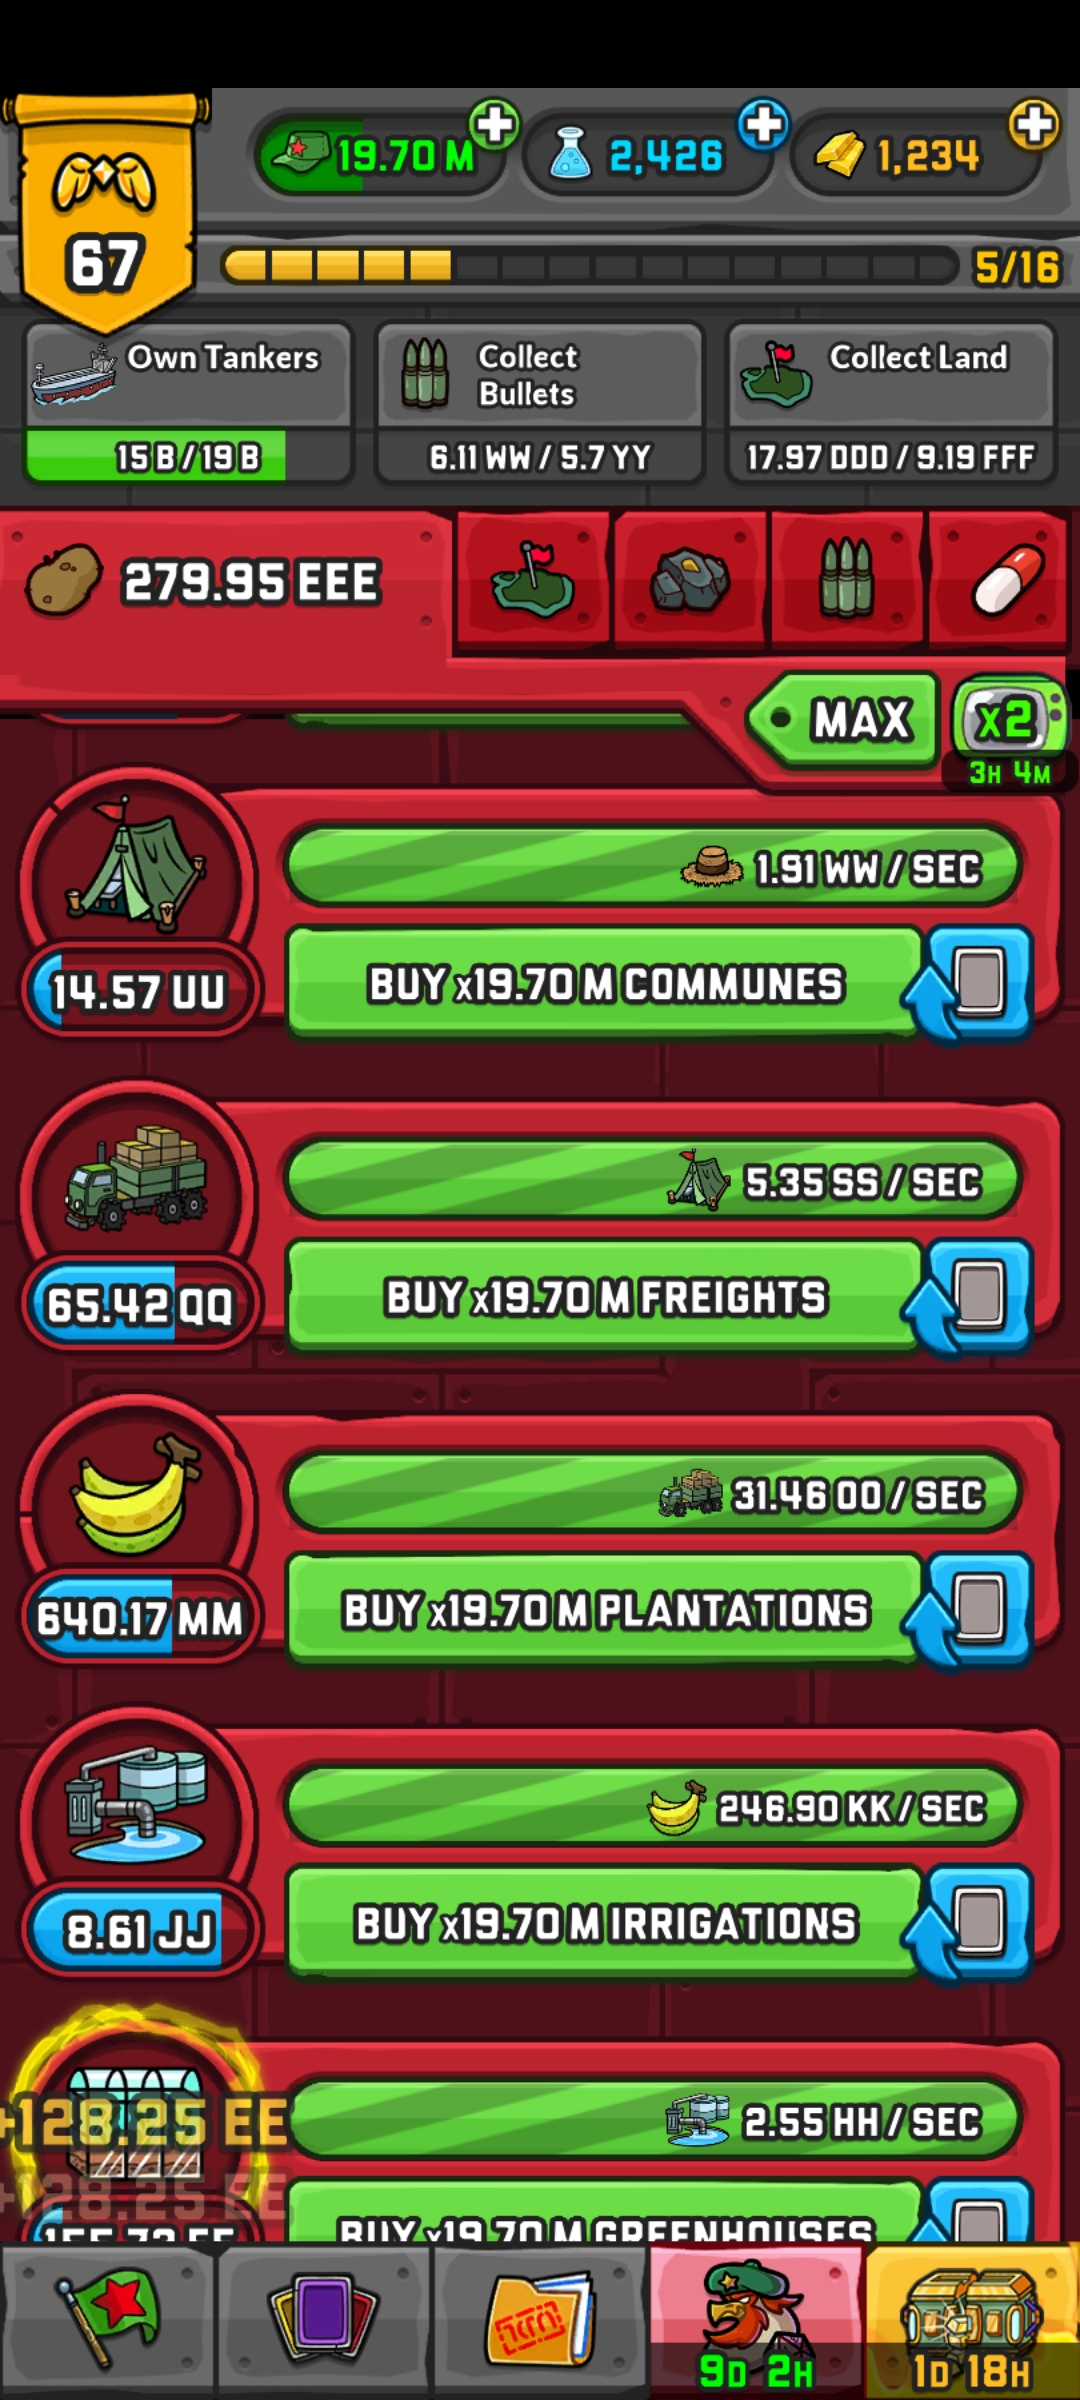 19.70 M
2,426
1,234
67
5/16
Own Tankers
15 B / 19 B
Collect
Bullets
6.11 WW / 5.7 YY
Collect Land
17.97 DDD / 9.19 FFF
279.95 EEE
MAX
x2
3H 4M
1.91 WW / SEC
14.57 UU
BUY x19.70 M COMMUNES
5.35 SS / SEC
65.42 QQ
BUY x19.70 M FREIGHTS
31.46 OO / SEC
640.17 MM
BUY x19.70 M PLANTATIONS
246.90 KK / SEC
8.61 JJ
BUY x19.70 M IRRIGATIONS
+128.25 EE
2.55 HH / SEC
+128.25 EE
BUY x19.70 M GREENHOUSES
9D 2H
1D 18H